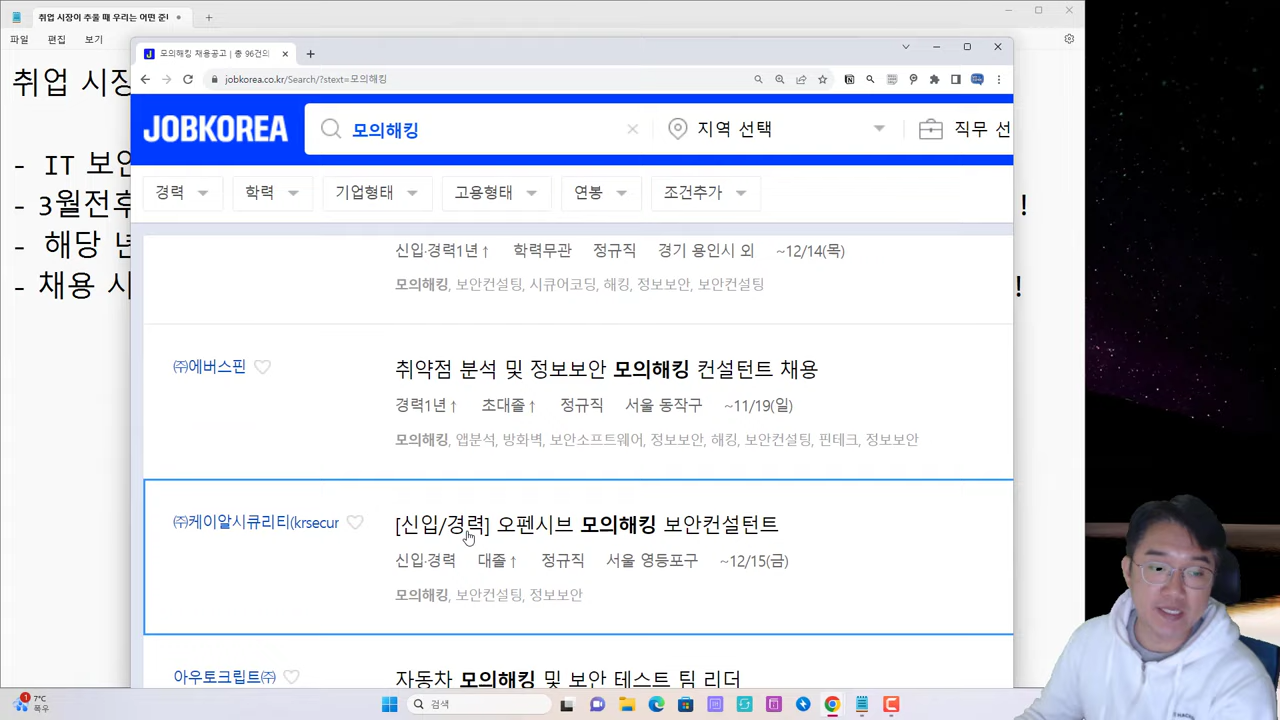 취업 시장이 추울 때 우리는 어떤 준
파일 편집 보기
취업 시장
- IT 보안
- 3월전후 !
- 해당 년
- 채용 시 !
모의해킹 채용공고 | 총 96건의
jobkorea.co.kr/Search/?stext=모의해킹
JOBKOREA 모의해킹 지역 선택 직무 선
경력 학력 기업형태 고용형태 연봉 조건추가
신입·경력1년↑ 학력무관 정규직 경기 용인시 외 ~12/14(목)
모의해킹, 보안컨설팅, 시큐어코딩, 해킹, 정보보안, 보안컨설팅
㈜에버스핀 취약점 분석 및 정보보안 모의해킹 컨설턴트 채용
경력1년↑ 초대졸↑ 정규직 서울 동작구 ~11/19(일)
모의해킹, 앱분석, 방화벽, 보안소프트웨어, 정보보안, 해킹, 보안컨설팅, 핀테크, 정보보안
㈜케이알시큐리티(krsecur [신입/경력] 오펜시브 모의해킹 보안컨설턴트
신입·경력 대졸↑ 정규직 서울 영등포구 ~12/15(금)
모의해킹, 보안컨설팅, 정보보안
아우토크립트㈜ 자동차 모의해킹 및 보안 테스트 팀 리더
1 7°C
폭우
검색